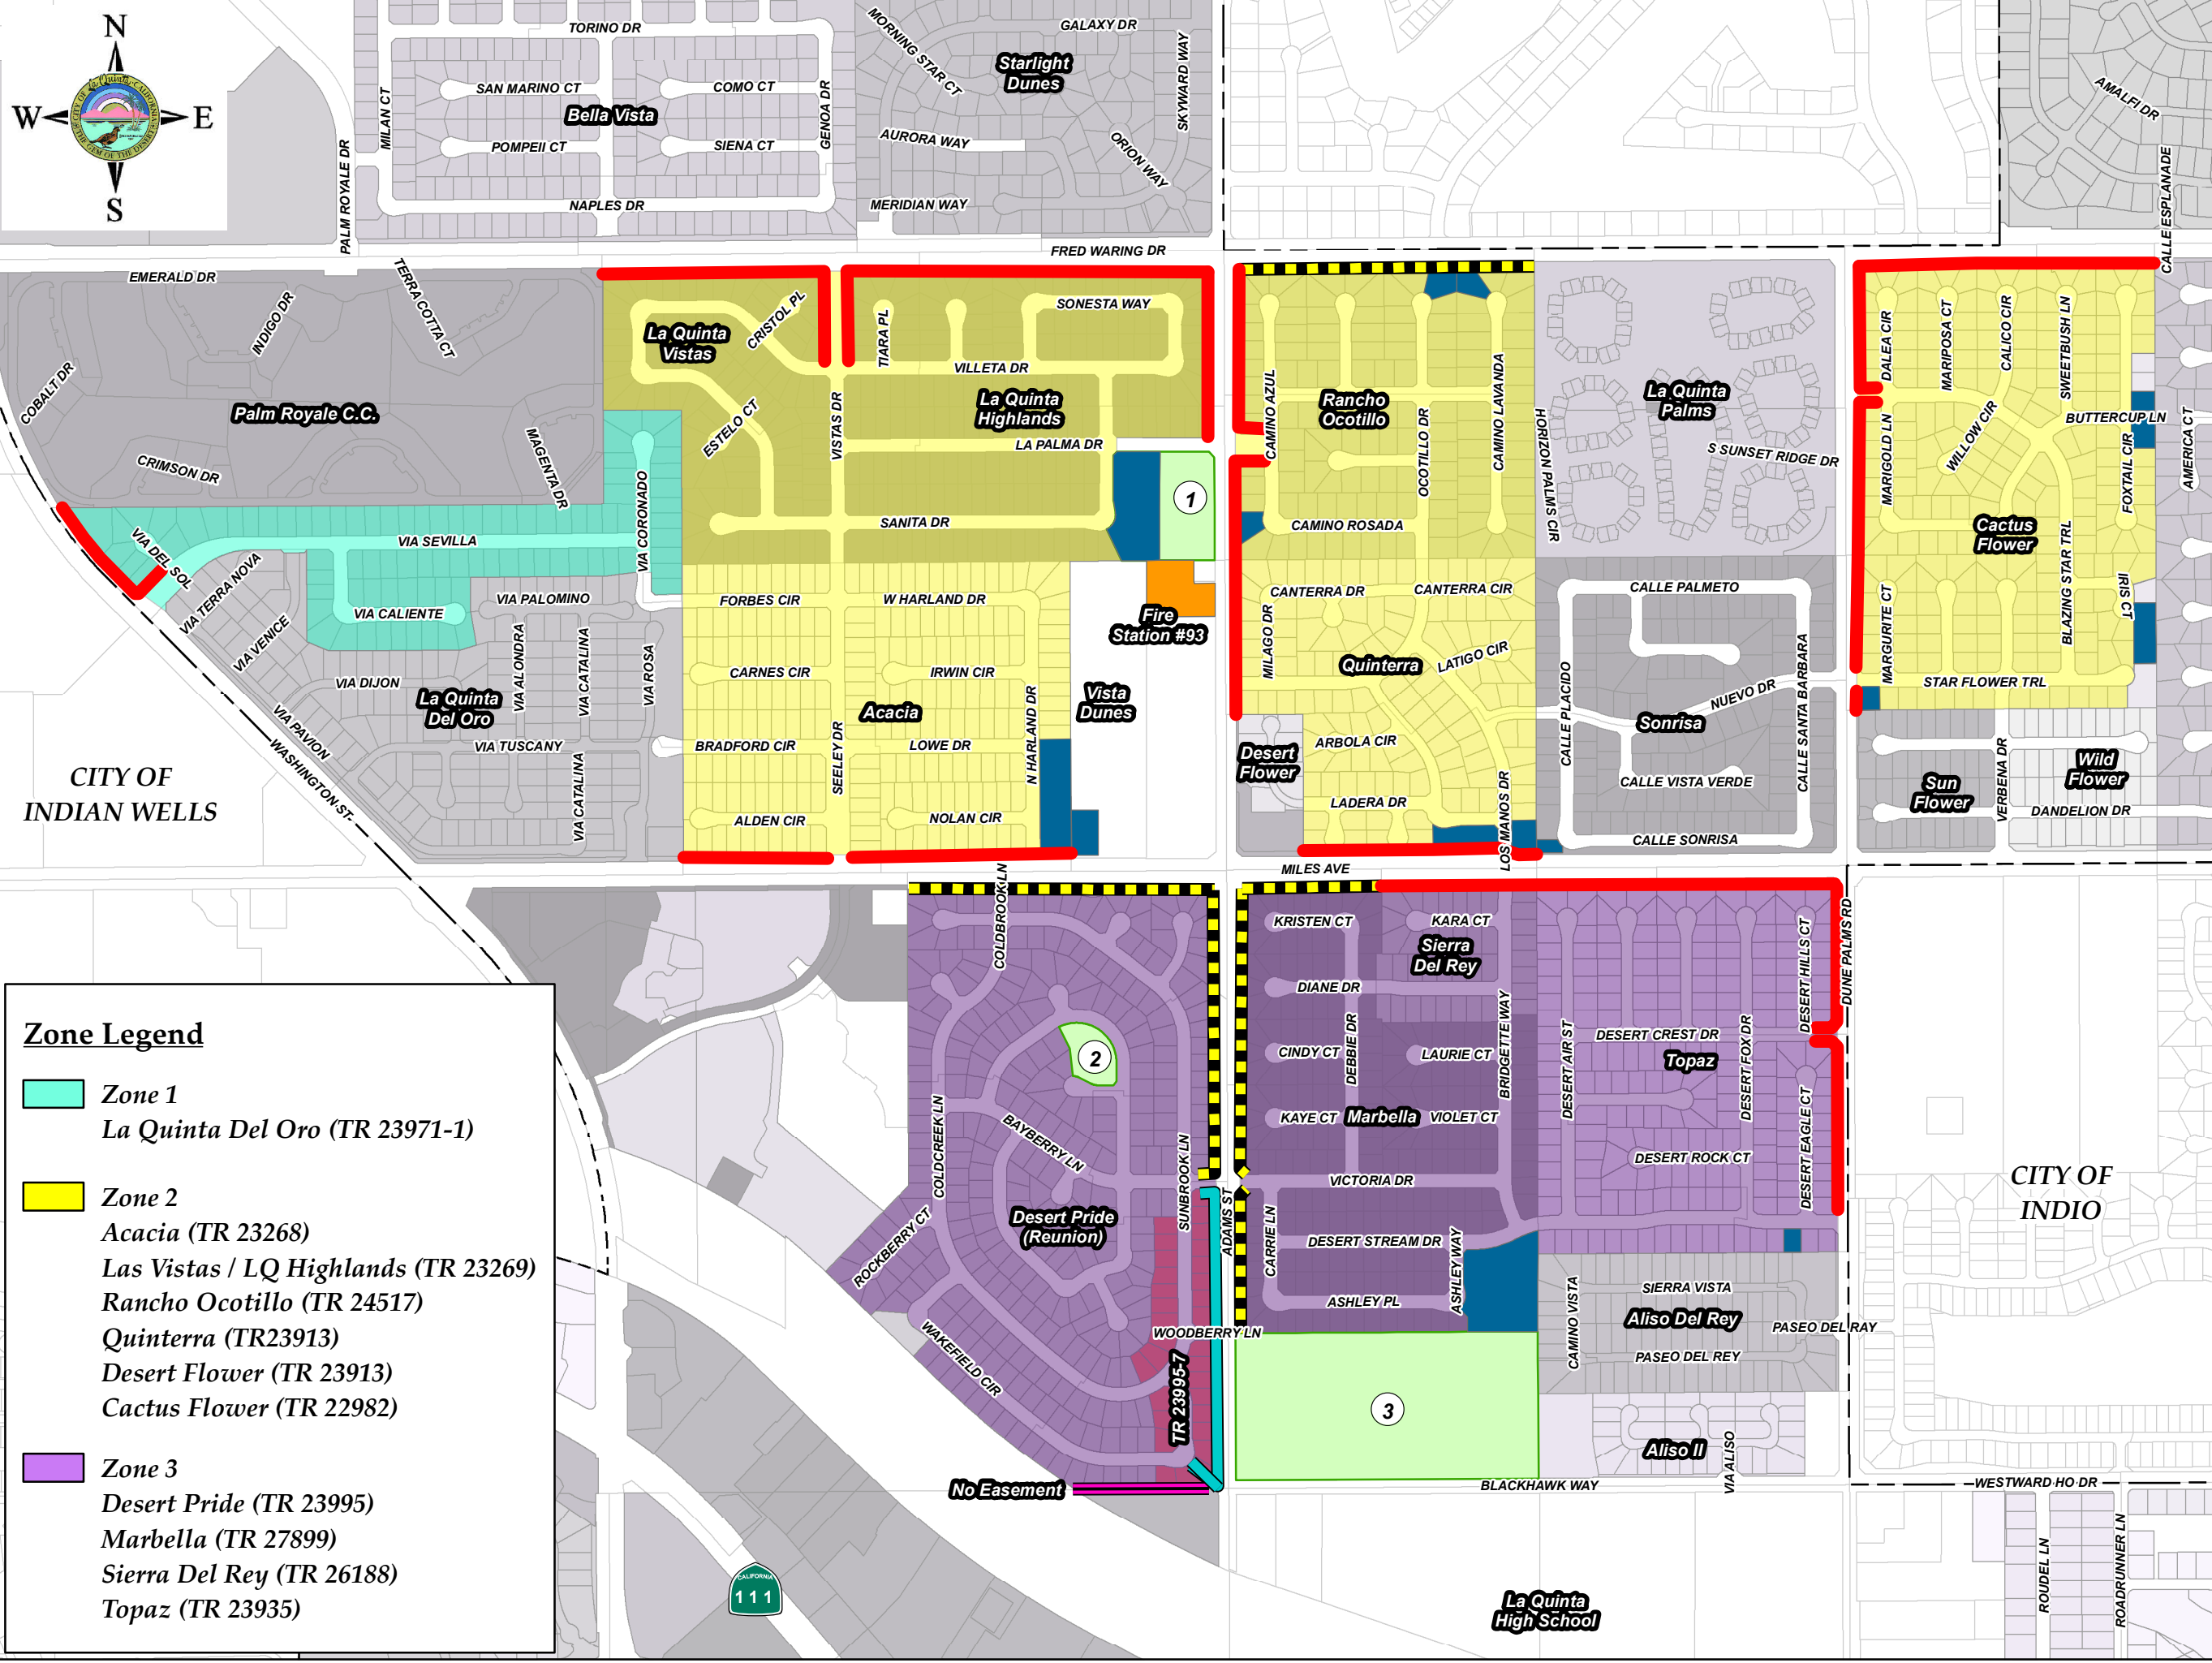 N
W
E
S
TORINO DR
SAN MARINO CT
COMO CT
Bella Vista
POMPEII CT
SIENA CT
MILAN CT
GENOA DR
NAPLES DR
PALM ROYALE DR
MORNING STAR CT
GALAXY DR
Starlight
Dunes
SKYWARD WAY
AURORA WAY
ORION WAY
MERIDIAN WAY
FRED WARING DR
AMALFI DR
CALLE ESPLANADE
EMERALD DR
TERRA COTTA CT
INDIGO DR
COBALT DR
Palm Royale C.C.
CRIMSON DR
MAGENTA DR
La Quinta
Vistas
CRISTOL PL
ESTELO CT
VISTAS DR
TIARA PL
SONESTA WAY
VILLETA DR
La Quinta
Highlands
LA PALMA DR
SANITA DR
1
CAMINO AZUL
Rancho
Ocotillo
OCOTILLO DR
CAMINO LAVANDA
CAMINO ROSADA
HORIZON PALMS CIR
La Quinta
Palms
S SUNSET RIDGE DR
DALEA CIR
MARIPOSA CT
CALICO CIR
SWEETBUSH LN
BUTTERCUP LN
WILLOW CIR
MARIGOLD LN
FOXTAIL CIR
AMERICA CT
Cactus
Flower
BLAZING STAR TRL
IRIS CT
MARGURITE CT
STAR FLOWER TRL
VIA DEL SOL
VIA SEVILLA
VIA CORONADO
VIA TERRA NOVA
VIA CALIENTE
VIA PALOMINO
VIA VENICE
VIA DIJON
VIA ALONDRA
VIA CATALINA
VIA ROSA
La Quinta
Del Oro
VIA PAVION
VIA TUSCANY
VIA CATALINA
WASHINGTON ST.
CITY OF
INDIAN WELLS
FORBES CIR
W HARLAND DR
CARNES CIR
IRWIN CIR
Acacia
N HARLAND DR
BRADFORD CIR
LOWE DR
SEELEY DR
ALDEN CIR
NOLAN CIR
Fire
Station #93
Vista
Dunes
CANTERRA DR
CANTERRA CIR
MILAGO DR
Quinterra
LATIGO CIR
Desert
Flower
ARBOLA CIR
LADERA DR
LOS MANOS DR
CALLE PALMETO
CALLE PLACIDO
Sonrisa
NUEVO DR
CALLE SANTA BARBARA
CALLE VISTA VERDE
CALLE SONRISA
Sun
Flower
VERBENA DR
Wild
Flower
DANDELION DR
MILES AVE
COLDBROOK LN
2
COLDCREEK LN
BAYBERRY LN
SUNBROOK LN
Desert Pride
(Reunion)
ROCKBERRY CT
WAKEFIELD CIR
WOODBERRY LN
TR 23995-7
ADAMS ST
No Easement
KRISTEN CT
KARA CT
Sierra
Del Rey
DIANE DR
DEBBIE DR
CINDY CT
LAURIE CT
BRIDGETTE WAY
KAYE CT
Marbella
VIOLET CT
VICTORIA DR
CARRIE LN
DESERT STREAM DR
ASHLEY WAY
ASHLEY PL
3
DESERT HILLS CT
DUNE PALMS RD
DESERT AIR ST
DESERT CREST DR
Topaz
DESERT FOX DR
DESERT ROCK CT
DESERT EAGLE CT
SIERRA VISTA
CAMINO VISTA
Aliso Del Rey
PASEO DEL RAY
PASEO DEL REY
Aliso II
VIA ALISO
BLACKHAWK WAY
CITY OF
INDIO
WESTWARD HO DR
ROUDEL LN
ROADRUNNER LN
La Quinta
High School
CALIFORNIA
111
Zone Legend
Zone 1
La Quinta Del Oro (TR 23971-1)
Zone 2
Acacia (TR 23268)
Las Vistas / LQ Highlands (TR 23269)
Rancho Ocotillo (TR 24517)
Quinterra (TR23913)
Desert Flower (TR 23913)
Cactus Flower (TR 22982)
Zone 3
Desert Pride (TR 23995)
Marbella (TR 27899)
Sierra Del Rey (TR 26188)
Topaz (TR 23935)